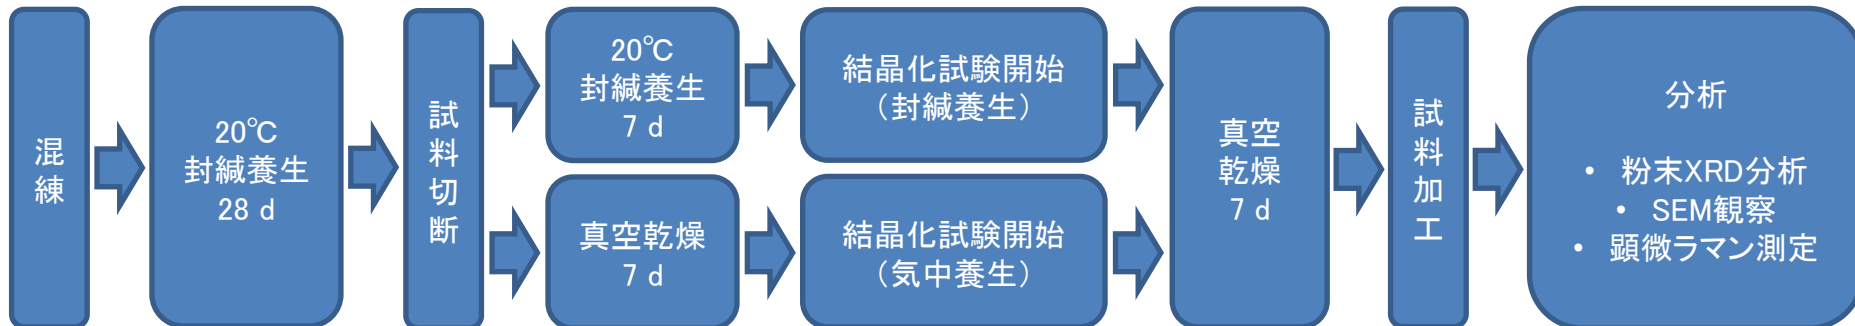 混
練
20℃
封緘養生
28 d
試
料
切
断
20℃
封緘養生
7 d
結晶化試験開始
（封緘養生）
真空乾燥
7 d
結晶化試験開始
（気中養生）
真空
乾燥
7 d
試
料
加
工
分析
• 粉末XRD分析
• SEM観察
• 顕微ラマン測定